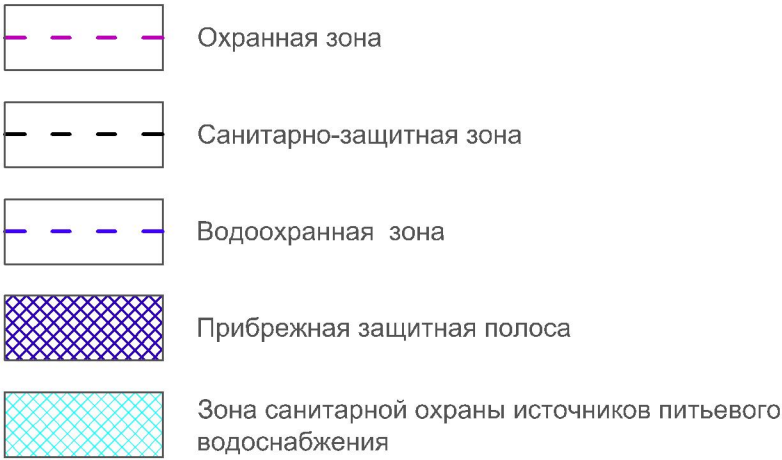 Охранная зона
Санитарно-защитная зона
Водоохранная зона
Прибрежная защитная полоса
Зона санитарной охраны источников питьевого
водоснабжения